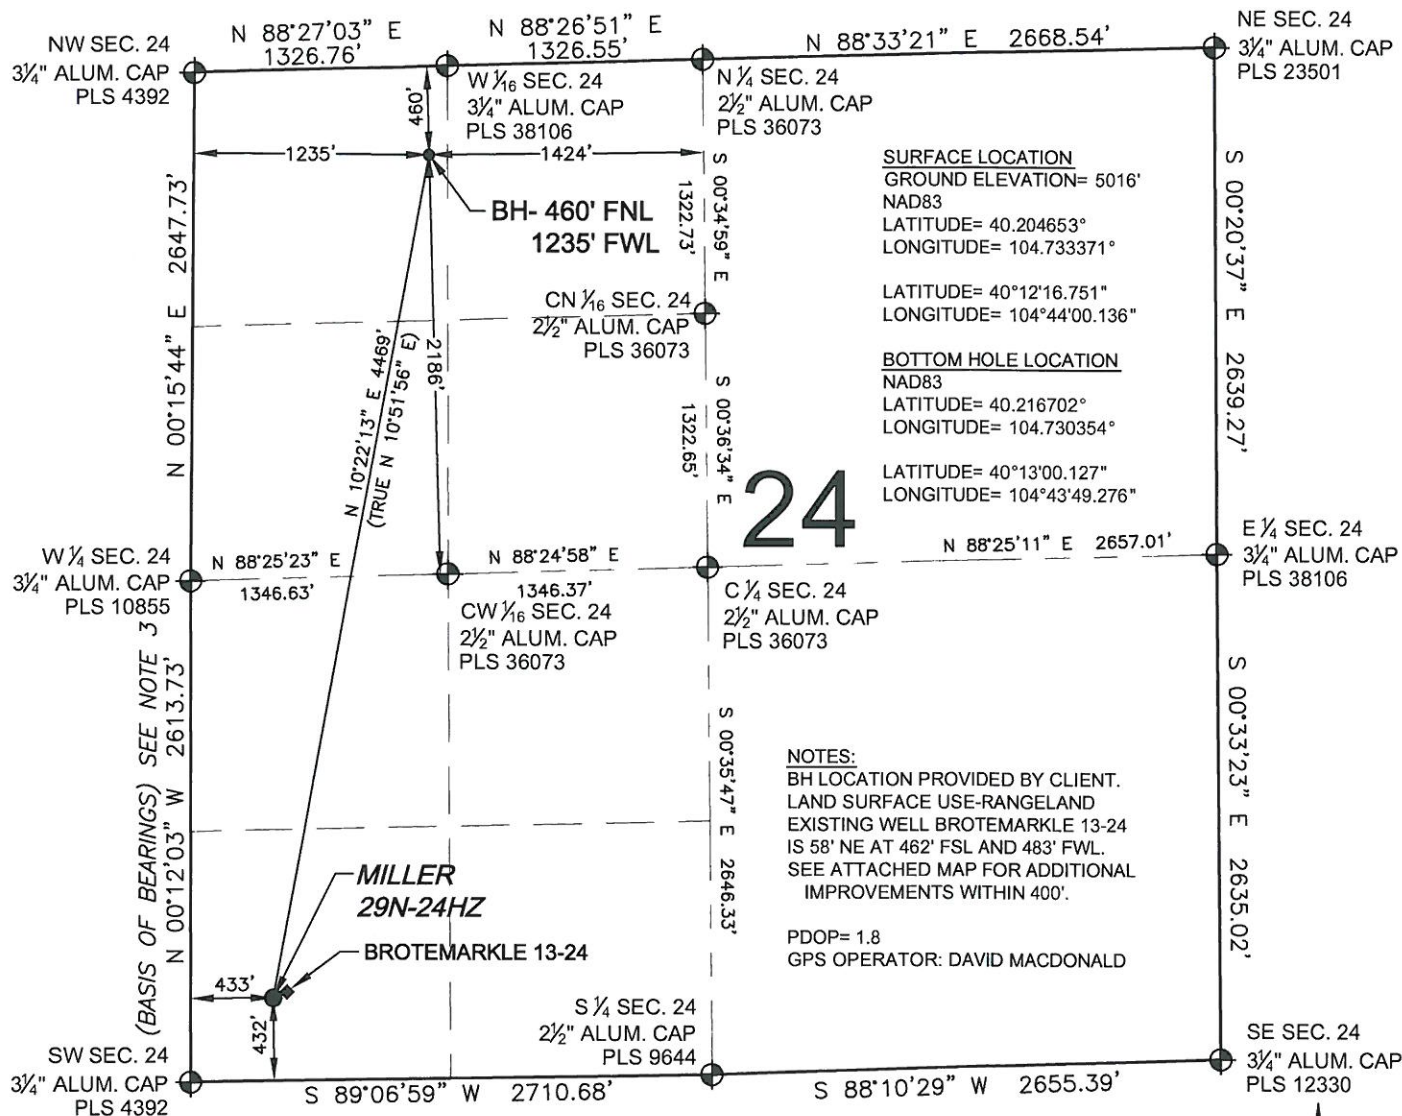 NW SEC. 24
3¼" ALUM. CAP
PLS 4392
N 88°27'03" E
1326.76'
W 1⁄16 SEC. 24
3¼" ALUM. CAP
PLS 38106
N 88°26'51" E
1326.55'
N ¼ SEC. 24
2½" ALUM. CAP
PLS 36073
N 88°33'21" E 2668.54'
NE SEC. 24
3¼" ALUM. CAP
PLS 23501
460'
1235'
1424'
BH- 460' FNL
1235' FWL
S 00°34'59" E
1322.73'
SURFACE LOCATION
GROUND ELEVATION= 5016'
NAD83
LATITUDE= 40.204653°
LONGITUDE= 104.733371°
LATITUDE= 40°12'16.751"
LONGITUDE= 104°44'00.136"
BOTTOM HOLE LOCATION
NAD83
LATITUDE= 40.216702°
LONGITUDE= 104.730354°
LATITUDE= 40°13'00.127"
LONGITUDE= 104°43'49.276"
N 00°15'44" E 2647.73'
S 00°20'37" E 2639.27'
CN 1⁄16 SEC. 24
2½" ALUM. CAP
PLS 36073
N 10°22'13" E 4469'
(TRUE N 10°51'56" E)
2186'
S 00°36'34" E
1322.65'
24
W ¼ SEC. 24
3¼" ALUM. CAP
PLS 10855
N 88°25'23" E
1346.63'
N 88°24'58" E
1346.37'
CW 1⁄16 SEC. 24
2½" ALUM. CAP
PLS 36073
C ¼ SEC. 24
2½" ALUM. CAP
PLS 36073
N 88°25'11" E 2657.01'
E ¼ SEC. 24
3¼" ALUM. CAP
PLS 38106
(BASIS OF BEARINGS) SEE NOTE 3
N 00°12'03" W 2613.73'
S 00°35'47" E 2646.33'
S 00°33'23" E 2635.02'
NOTES:
BH LOCATION PROVIDED BY CLIENT.
LAND SURFACE USE-RANGELAND
EXISTING WELL BROTEMARKLE 13-24
IS 58' NE AT 462' FSL AND 483' FWL.
SEE ATTACHED MAP FOR ADDITIONAL
IMPROVEMENTS WITHIN 400'.
PDOP= 1.8
GPS OPERATOR: DAVID MACDONALD
MILLER
29N-24HZ
BROTEMARKLE 13-24
433'
432'
SW SEC. 24
3¼" ALUM. CAP
PLS 4392
S 89°06'59" W 2710.68'
S ¼ SEC. 24
2½" ALUM. CAP
PLS 9644
S 88°10'29" W 2655.39'
SE SEC. 24
3¼" ALUM. CAP
PLS 12330